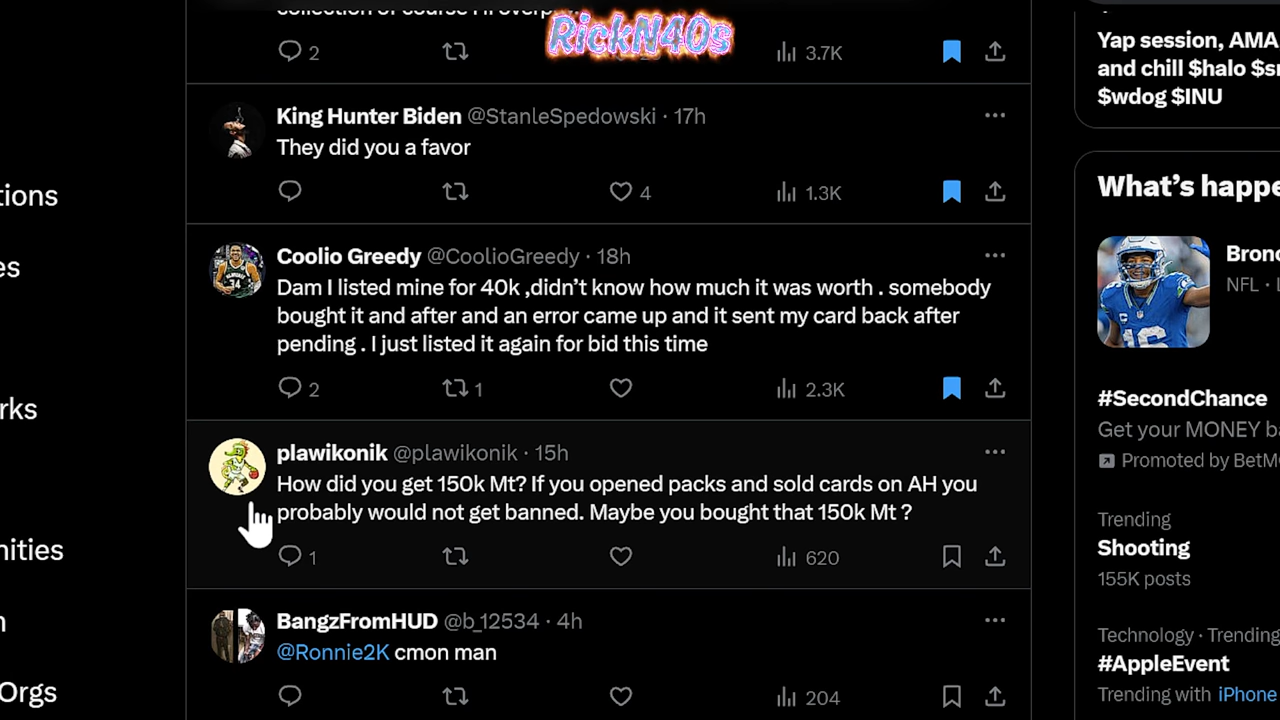 collection of course
RickN40s
2
3.7K
Yap session, AMA
and chill $halo
$wdog $INU
King Hunter Biden @StanleSpedowski · 17h
They did you a favor
4
1.3K
tions
What's happe
es
Coolio Greedy @CoolioGreedy · 18h
Dam I listed mine for 40k ,didn't know how much it was worth . somebody
bought it and after and an error came up and it sent my card back after
pending . I just listed it again for bid this time
2
1
2.3K
34
Bronc
NFL ·
rks
#SecondChance
Get your MONEY ba
Promoted by BetM
plawikonik @plawikonik · 15h
How did you get 150k Mt? If you opened packs and sold cards on AH you
probably would not get banned. Maybe you bought that 150k Mt ?
1
620
nities
Trending
Shooting
155K posts
BangzFromHUD @b_12534 · 4h
@Ronnie2K cmon man
204
Technology · Trending
#AppleEvent
Trending with iPhone
Orgs